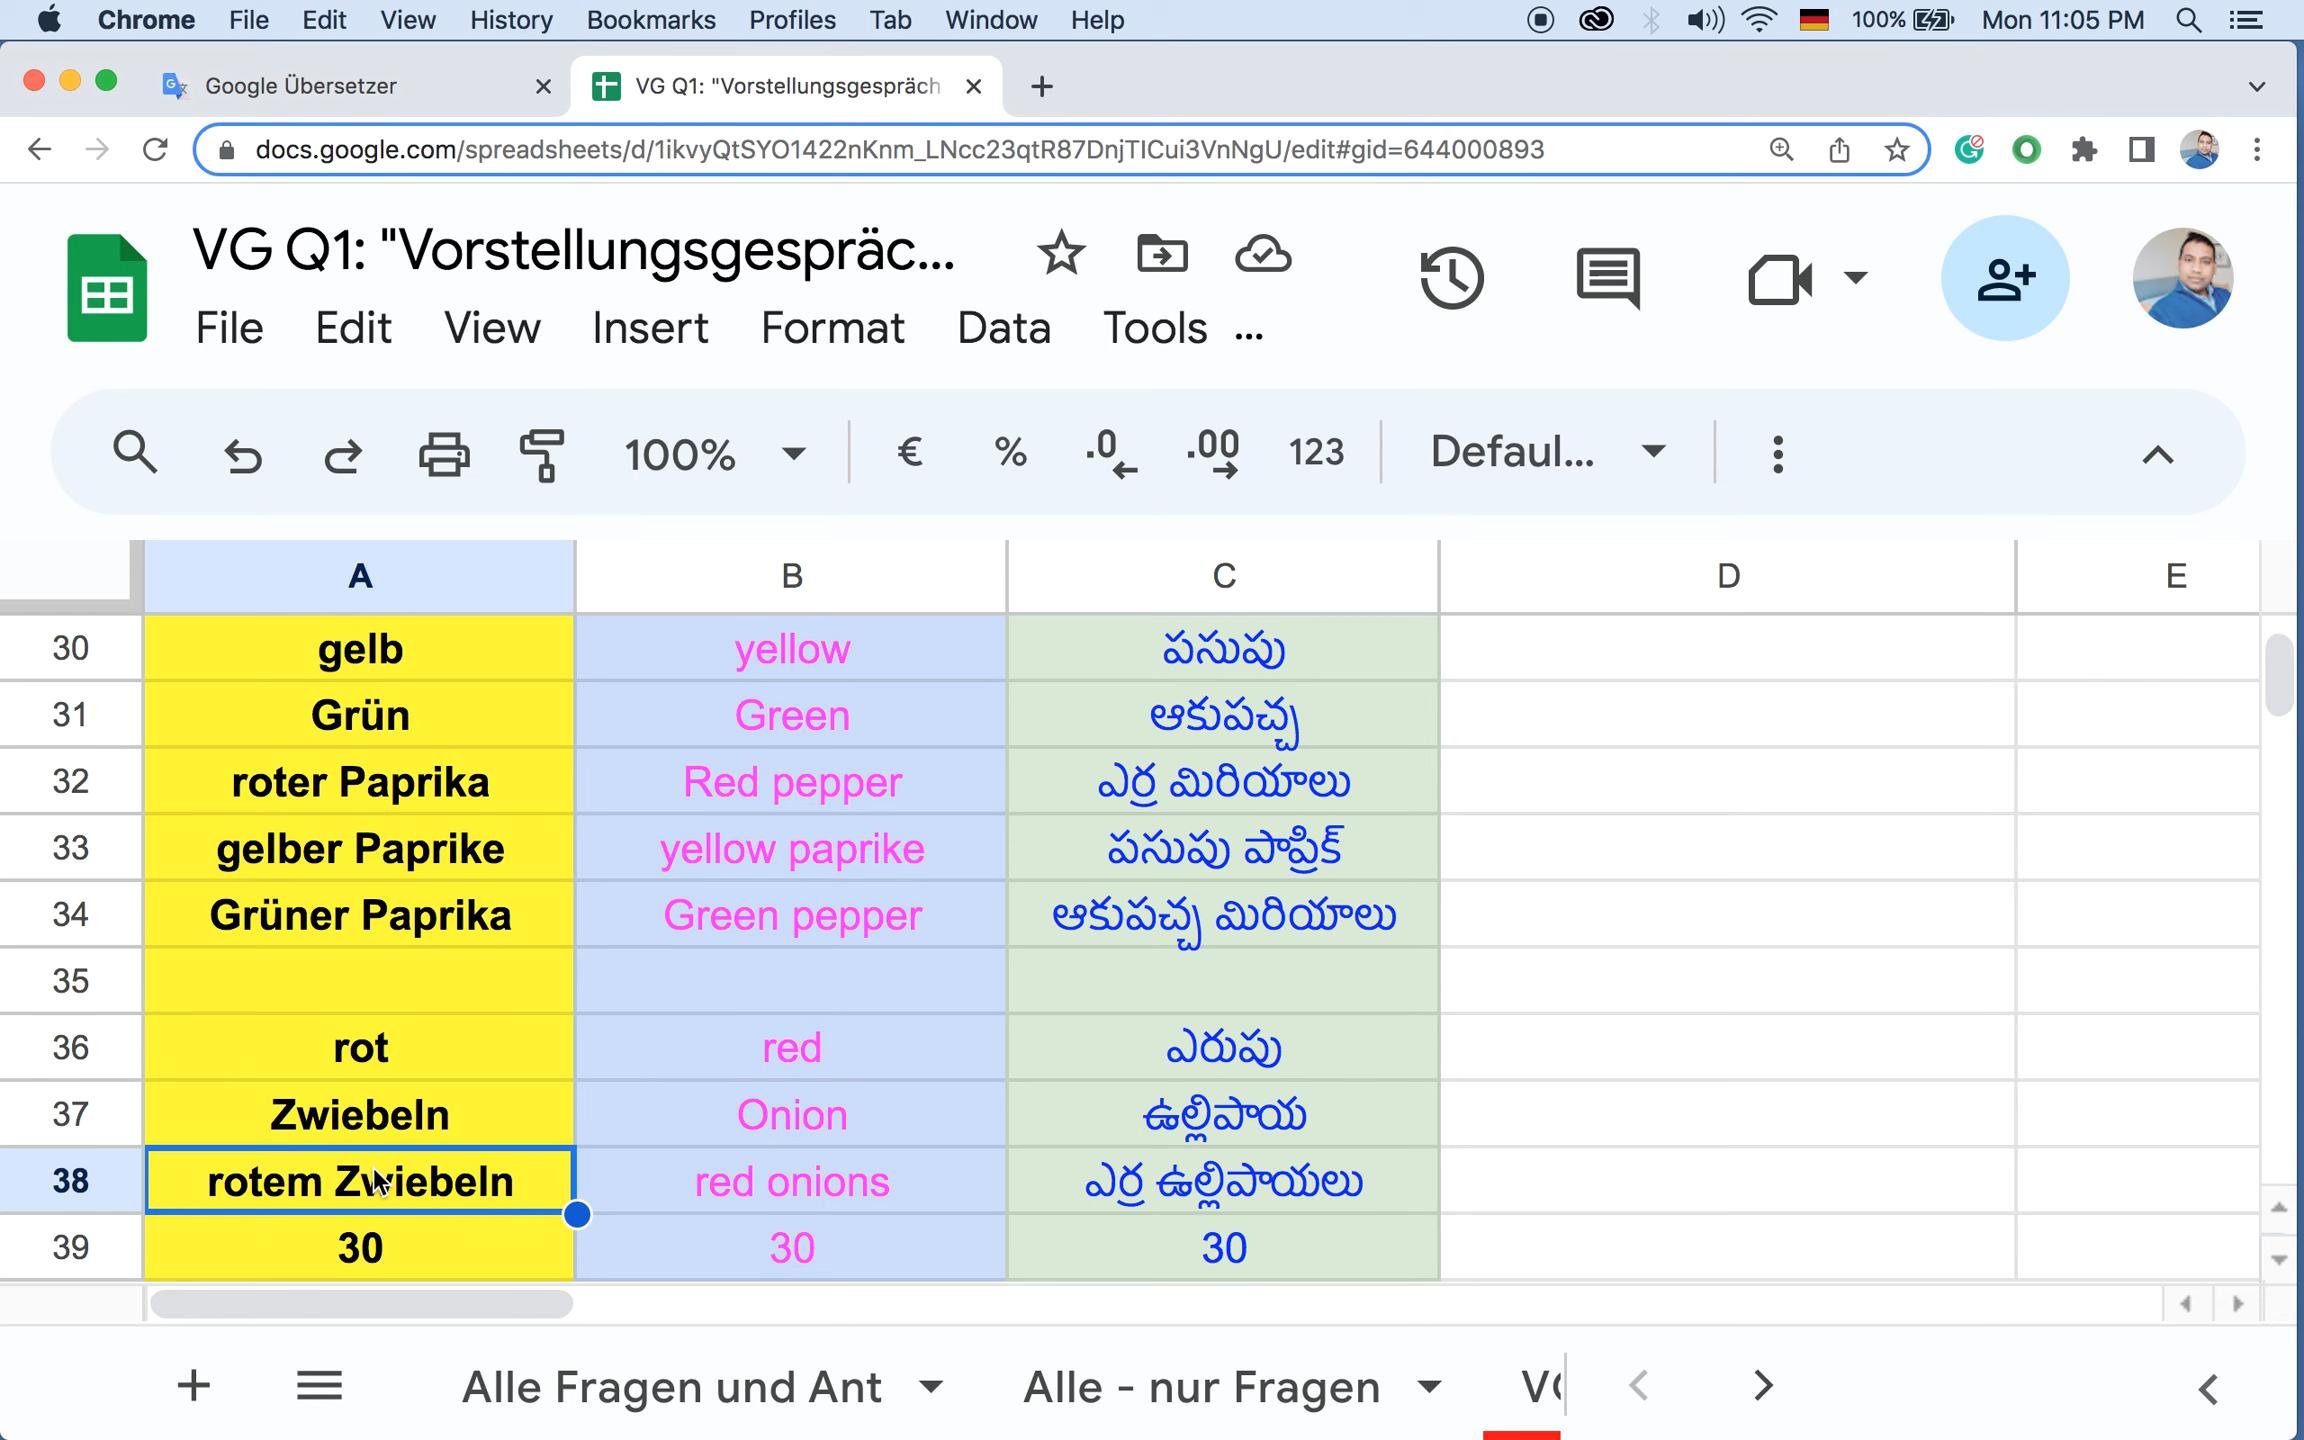 Chrome File Edit View History Bookmarks Profiles Tab Window Help 100% Mon 11:05 PM
Google Übersetzer VG Q1: "Vorstellungsgespräch
docs.google.com/spreadsheets/d/1ikvyQtSYO1422nKnm_LNcc23qtR87DnjTICui3VnNgU/edit#gid=644000893
VG Q1: "Vorstellungsgespräc...
File Edit View Insert Format Data Tools ...
100% € % .0 .00 123 Defaul...
A B C D E
30 gelb yellow పసుపు
31 Grün Green ఆకుపచ్చ
32 roter Paprika Red pepper ఎర్ర మిరియాలు
33 gelber Paprike yellow paprike పసుపు పాప్రిక్
34 Grüner Paprika Green pepper ఆకుపచ్చ మిరియాలు
35
36 rot red ఎరుపు
37 Zwiebeln Onion ఉల్లిపాయ
38 rotem Zwiebeln red onions ఎర్ర ఉల్లిపాయలు
39 30 30 30
Alle Fragen und Ant Alle - nur Fragen